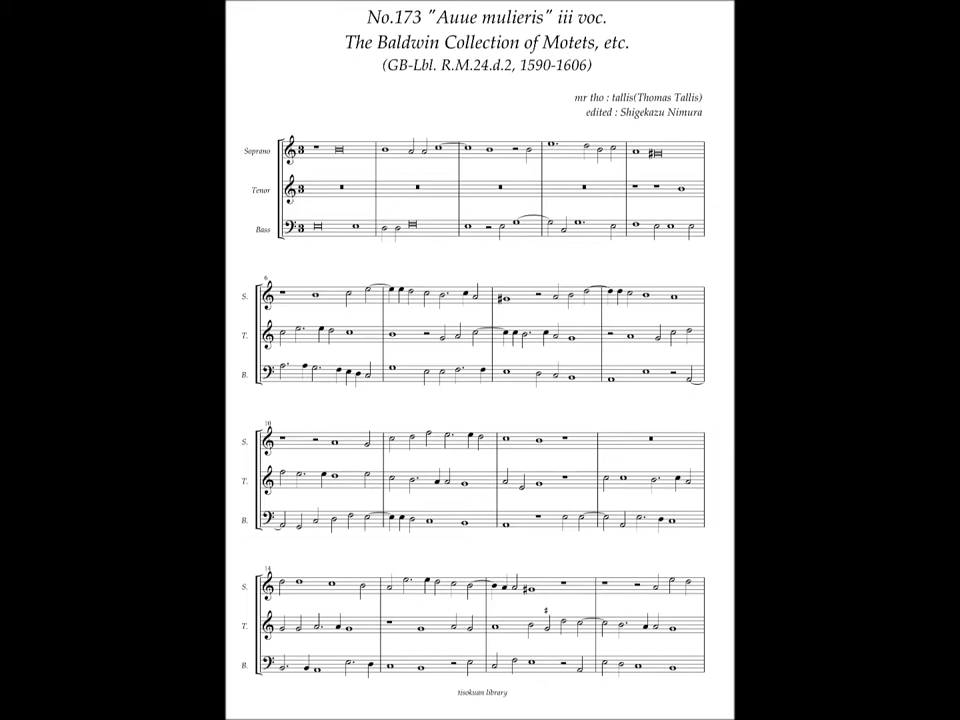 No.173 "Auue mulieris" iii voc.
The Baldwin Collection of Motets, etc.
(GB-Lbl. R.M.24.d.2, 1590-1606)
mr tho : tallis(Thomas Tallis)
edited : Shigekazu Nimura
Soprano
Tenor
Bass
6
S.
T.
B.
10
S.
T.
B.
14
S.
T.
B.
tisokuan library